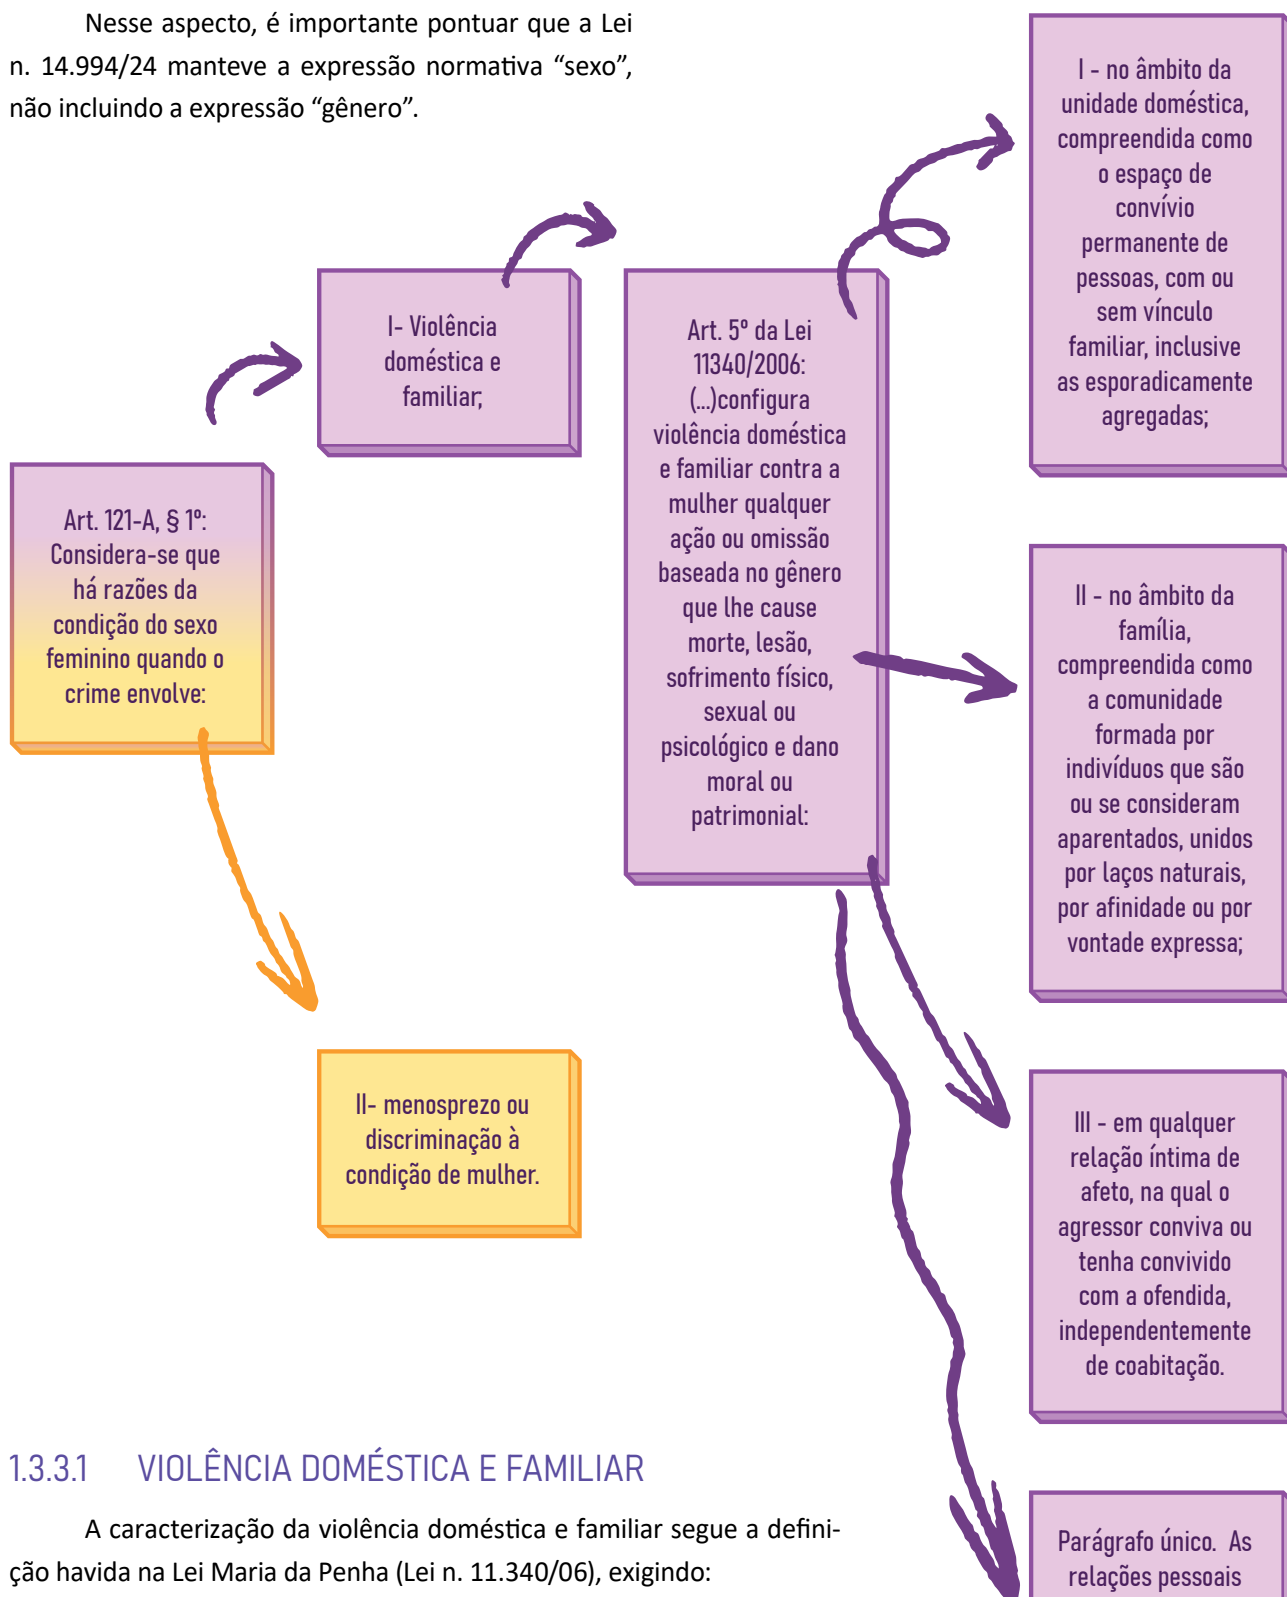 Nesse aspecto, é importante pontuar que a Lei
n. 14.994/24 manteve a expressão normativa “sexo”,
não incluindo a expressão “gênero”.
Art. 121-A, § 1º:
Considera-se que
há razões da
condição do sexo
feminino quando o
crime envolve:
I- Violência
doméstica e
familiar;
II- menosprezo ou
discriminação à
condição de mulher.
Art. 5º da Lei
11340/2006:
(...)configura
violência doméstica
e familiar contra a
mulher qualquer
ação ou omissão
baseada no gênero
que lhe cause
morte, lesão,
sofrimento físico,
sexual ou
psicológico e dano
moral ou
patrimonial:
I - no âmbito da
unidade doméstica,
compreendida como
o espaço de
convívio
permanente de
pessoas, com ou
sem vínculo
familiar, inclusive
as esporadicamente
agregadas;
II - no âmbito da
família,
compreendida como
a comunidade
formada por
indivíduos que são
ou se consideram
aparentados, unidos
por laços naturais,
por afinidade ou por
vontade expressa;
III - em qualquer
relação íntima de
afeto, na qual o
agressor conviva ou
tenha convivido
com a ofendida,
independentemente
de coabitação.
Parágrafo único. As
relações pessoais
1.3.3.1 VIOLÊNCIA DOMÉSTICA E FAMILIAR
A caracterização da violência doméstica e familiar segue a defini-
ção havida na Lei Maria da Penha (Lei n. 11.340/06), exigindo: